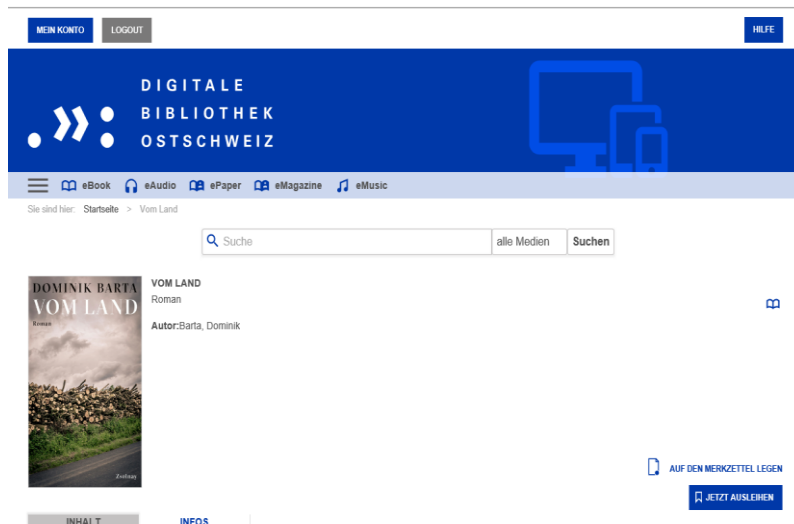 MEIN KONTO LOGOUT HILFE
DIGITALE
BIBLIOTHEK
OSTSCHWEIZ
eBook eAudio ePaper eMagazine eMusic
Sie sind hier: Startseite > Vom Land
Suche alle Medien Suchen
DOMINIK BARTA
VOM LAND
Roman
Zsolnay
VOM LAND
Roman
Autor:Barta, Dominik
AUF DEN MERKZETTEL LEGEN
JETZT AUSLEIHEN
INHALT INFOS